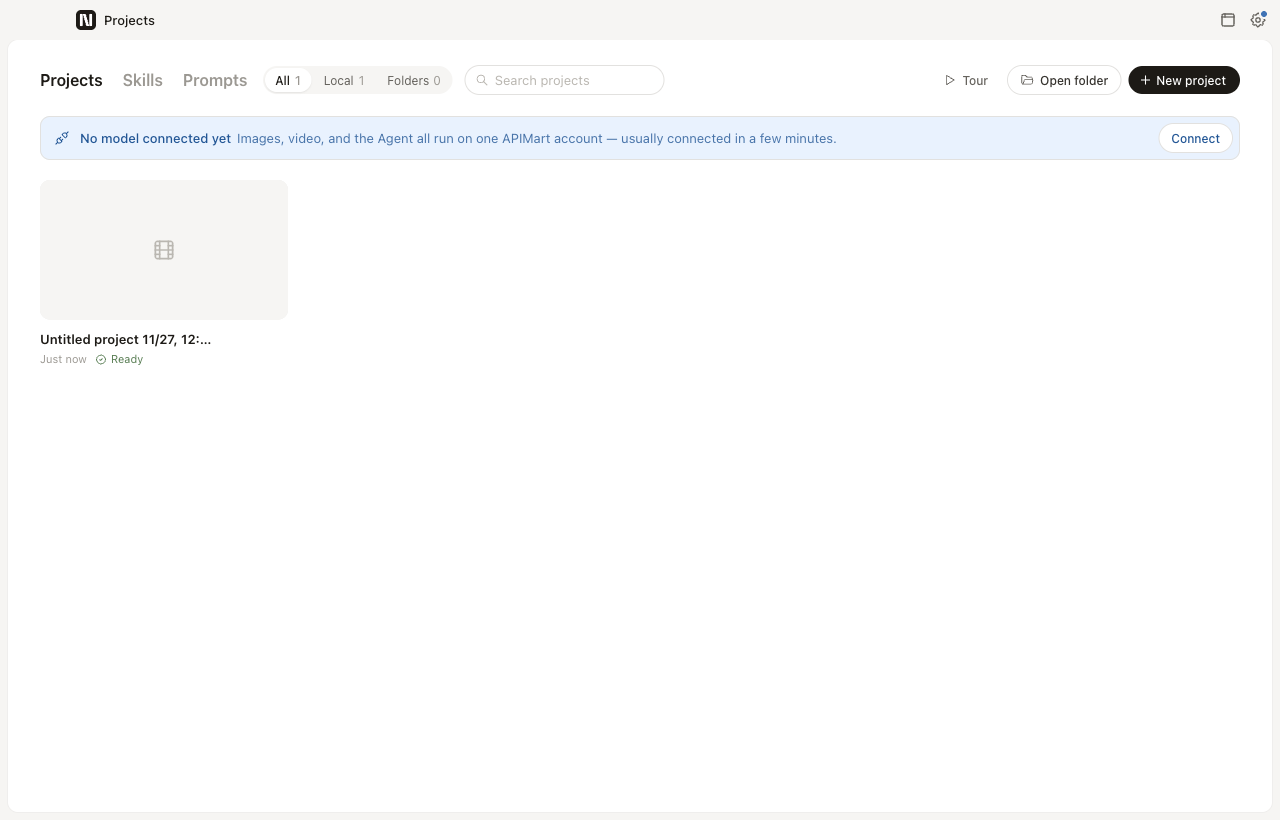 Projects
Projects Skills Prompts All 1 Local 1 Folders 0 Search projects Tour Open folder New project
No model connected yet Images, video, and the Agent all run on one APIMart account — usually connected in a few minutes. Connect
Untitled project 11/27, 12:...
Just now Ready